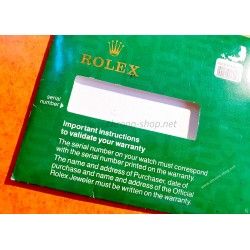 ROLEX
serial
number
Important instructions
to validate your warranty
The serial number on your watch must correspond
with the serial number printed on the warranty.
The name and address of Purchaser, date of
purchase and name and address of the Official
Rolex Jeweler must be written on the warranty.